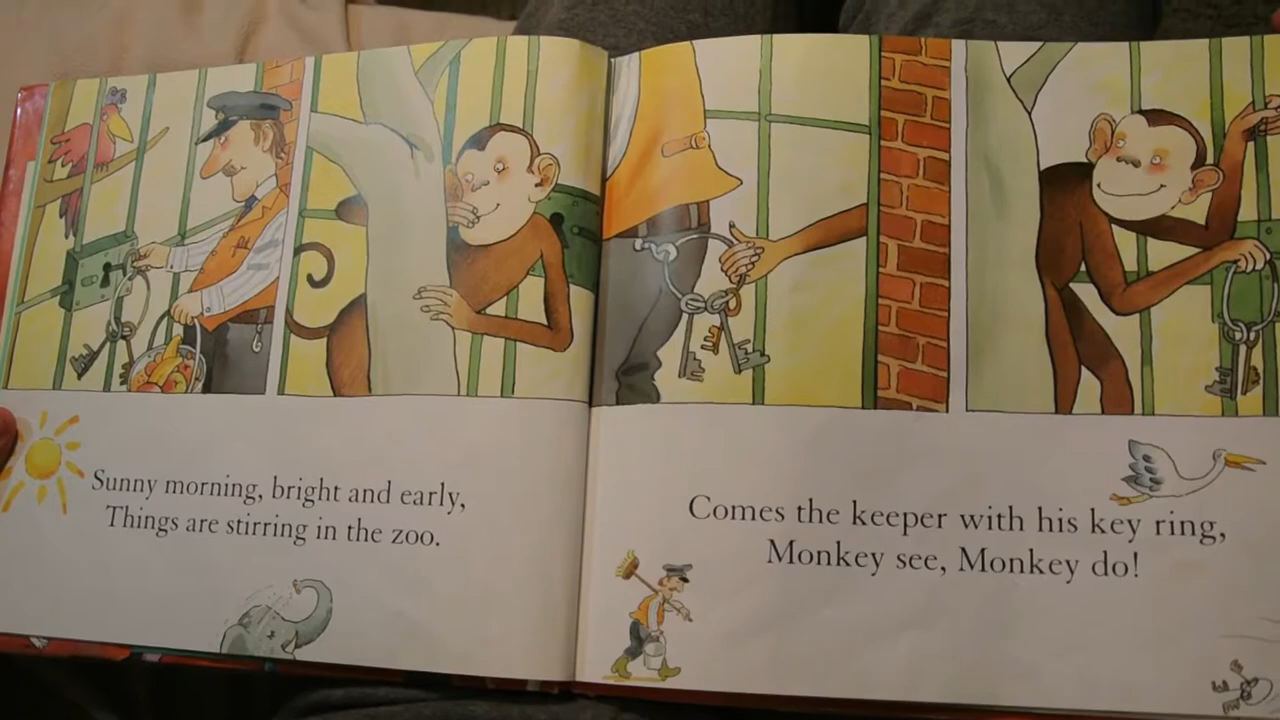 Sunny morning, bright and early,
Things are stirring in the zoo.
Comes the keeper with his key ring,
Monkey see, Monkey do!